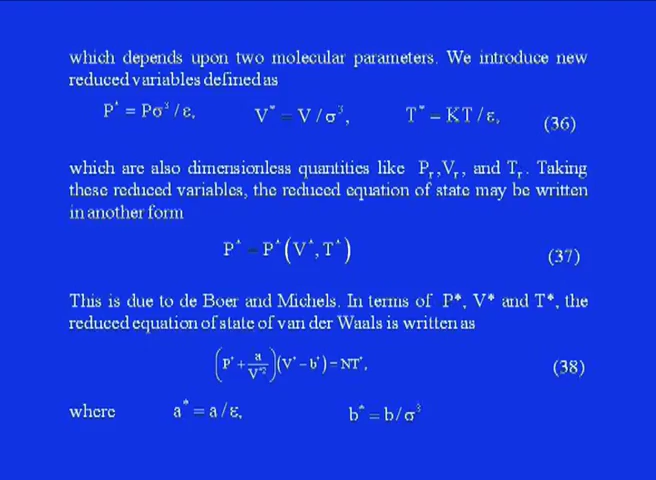 which depends upon two molecular parameters. We introduce new
reduced variables defined as
P* = Pσ³/ε, V* = V/σ³, T* = KT/ε, (36)
which are also dimensionless quantities like Pr,Vr, and Tr. Taking
these reduced variables, the reduced equation of state may be written
in another form
P* = P*(V*,T*) (37)
This is due to de Boer and Michels. In terms of P*, V* and T*, the
reduced equation of state of van der Waals is written as
(P* + a/V*²)(V* − b*) = NT*, (38)
where a* = a/ε, b* = b/σ³